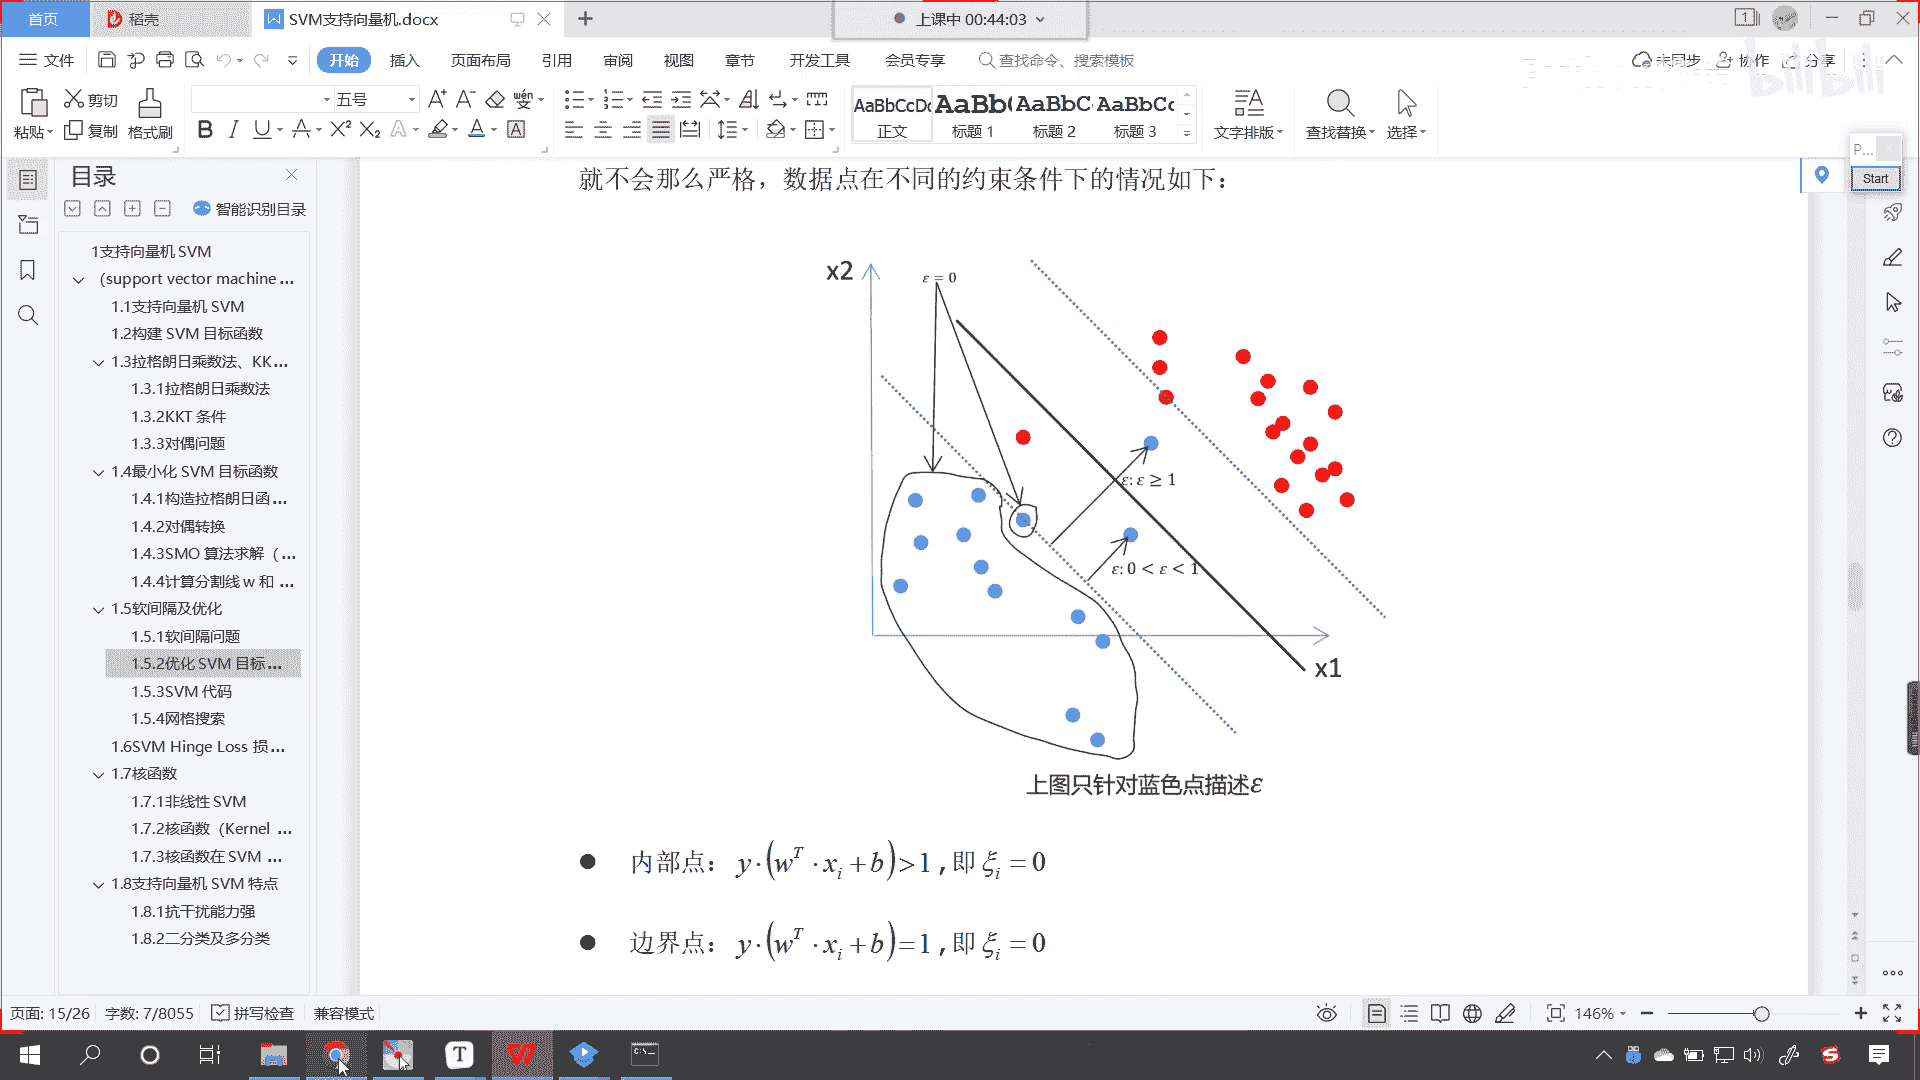 首页
稻壳
SVM支持向量机.docx
上课中 00:44:03
1
文件
开始
插入
页面布局
引用
审阅
视图
章节
开发工具
会员专享
查找命令、搜索模板
未同步
协作
分享
bilibili
粘贴
剪切
复制
格式刷
五号
AaBbCcDd
正文
AaBb(
标题 1
AaBbC
标题 2
AaBbC
标题 3
文字排版
查找替换
选择
P...
Start
目录
智能识别目录
1支持向量机 SVM
(support vector machine ...
1.1支持向量机 SVM
1.2构建 SVM 目标函数
1.3拉格朗日乘数法、KK...
1.3.1拉格朗日乘数法
1.3.2KKT 条件
1.3.3对偶问题
1.4最小化 SVM 目标函数
1.4.1构造拉格朗日函...
1.4.2对偶转换
1.4.3SMO 算法求解（...
1.4.4计算分割线 w 和 ...
1.5软间隔及优化
1.5.1软间隔问题
1.5.2优化 SVM 目标...
1.5.3SVM 代码
1.5.4网格搜索
1.6SVM Hinge Loss 损...
1.7核函数
1.7.1非线性 SVM
1.7.2核函数（Kernel ...
1.7.3核函数在 SVM ...
1.8支持向量机 SVM 特点
1.8.1抗干扰能力强
1.8.2二分类及多分类
就不会那么严格，数据点在不同的约束条件下的情况如下：
x2
ε = 0
ε: ε ≥ 1
ε: 0 < ε < 1
x1
上图只针对蓝色点描述ε
● 内部点： y·(w^T·x_i+b)>1 , 即 ξ_i = 0
● 边界点： y·(w^T·x_i+b)=1 , 即 ξ_i = 0
页面: 15/26
字数: 7/8055
拼写检查
兼容模式
146%